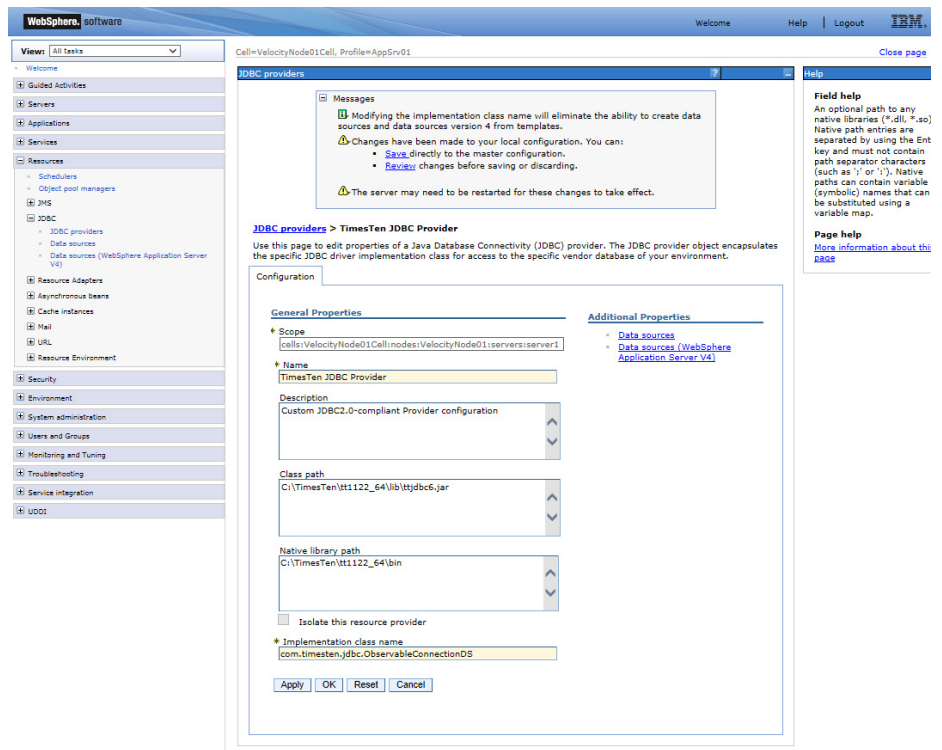 WebSphere. software
Welcome
Help
Logout
IBM.
View: All tasks
Cell=VelocityNode01Cell, Profile=AppSrv01
Close page
Welcome
Guided Activities
Servers
Applications
Services
Resources
Schedulers
Object pool managers
JMS
JDBC
JDBC providers
Data sources
Data sources (WebSphere Application Server
V4)
Resource Adapters
Asynchronous beans
Cache instances
Mail
URL
Resource Environment
Security
Environment
System administration
Users and Groups
Monitoring and Tuning
Troubleshooting
Service integration
UDDI
JDBC providers
?
Messages
Modifying the implementation class name will eliminate the ability to create data
sources and data sources version 4 from templates.
Changes have been made to your local configuration. You can:
Save directly to the master configuration.
Review changes before saving or discarding.
The server may need to be restarted for these changes to take effect.
JDBC providers > TimesTen JDBC Provider
Use this page to edit properties of a Java Database Connectivity (JDBC) provider. The JDBC provider object encapsulates
the specific JDBC driver implementation class for access to the specific vendor database of your environment.
Configuration
General Properties
Scope
cells:VelocityNode01Cell:nodes:VelocityNode01:servers:server1
Name
TimesTen JDBC Provider
Description
Custom JDBC2.0-compliant Provider configuration
Class path
C:\TimesTen\tt1122_64\lib\ttjdbc6.jar
Native library path
C:\TimesTen\tt1122_64\bin
Isolate this resource provider
Implementation class name
com.timesten.jdbc.ObservableConnectionDS
Apply
OK
Reset
Cancel
Additional Properties
Data sources
Data sources (WebSphere
Application Server V4)
Help
Field help
An optional path to any
native libraries (*.dll, *.so)
Native path entries are
separated by using the Ent
key and must not contain
path separator characters
(such as ';' or ':'). Native
paths can contain variable
(symbolic) names that can
be substituted using a
variable map.
Page help
More information about this
page